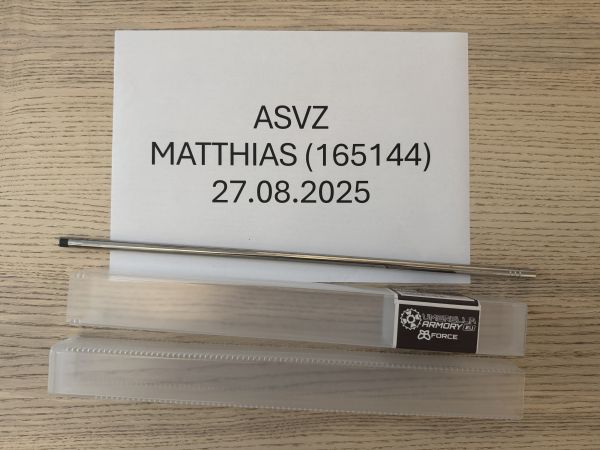 ASVZ
MATTHIAS (165144)
27.08.2025
UMBRELLA
ARMORY
FORCE